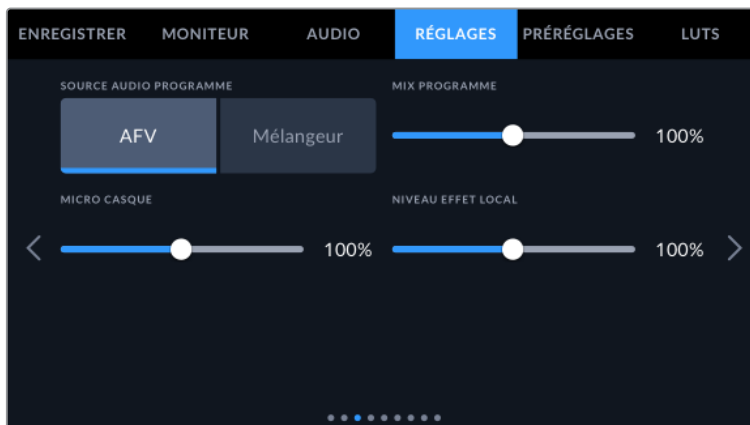 ENREGISTRER MONITEUR AUDIO RÉGLAGES PRÉRÉGLAGES LUTS
SOURCE AUDIO PROGRAMME MIX PROGRAMME
AFV Mélangeur 100%
MICRO CASQUE NIVEAU EFFET LOCAL
100% 100%